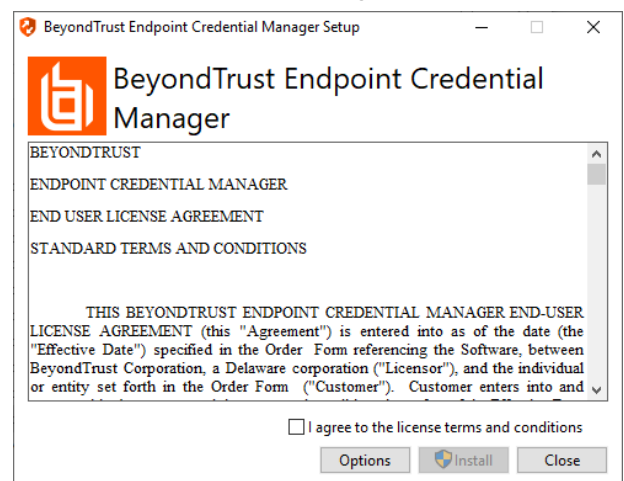 BeyondTrust Endpoint Credential Manager Setup
BeyondTrust Endpoint Credential
Manager
BEYONDTRUST
ENDPOINT CREDENTIAL MANAGER
END USER LICENSE AGREEMENT
STANDARD TERMS AND CONDITIONS
THIS BEYONDTRUST ENDPOINT CREDENTIAL MANAGER END-USER
LICENSE AGREEMENT (this "Agreement") is entered into as of the date (the
"Effective Date") specified in the Order Form referencing the Software, between
BeyondTrust Corporation, a Delaware corporation ("Licensor"), and the individual
or entity set forth in the Order Form ("Customer"). Customer enters into and
I agree to the license terms and conditions
Options
Install
Close